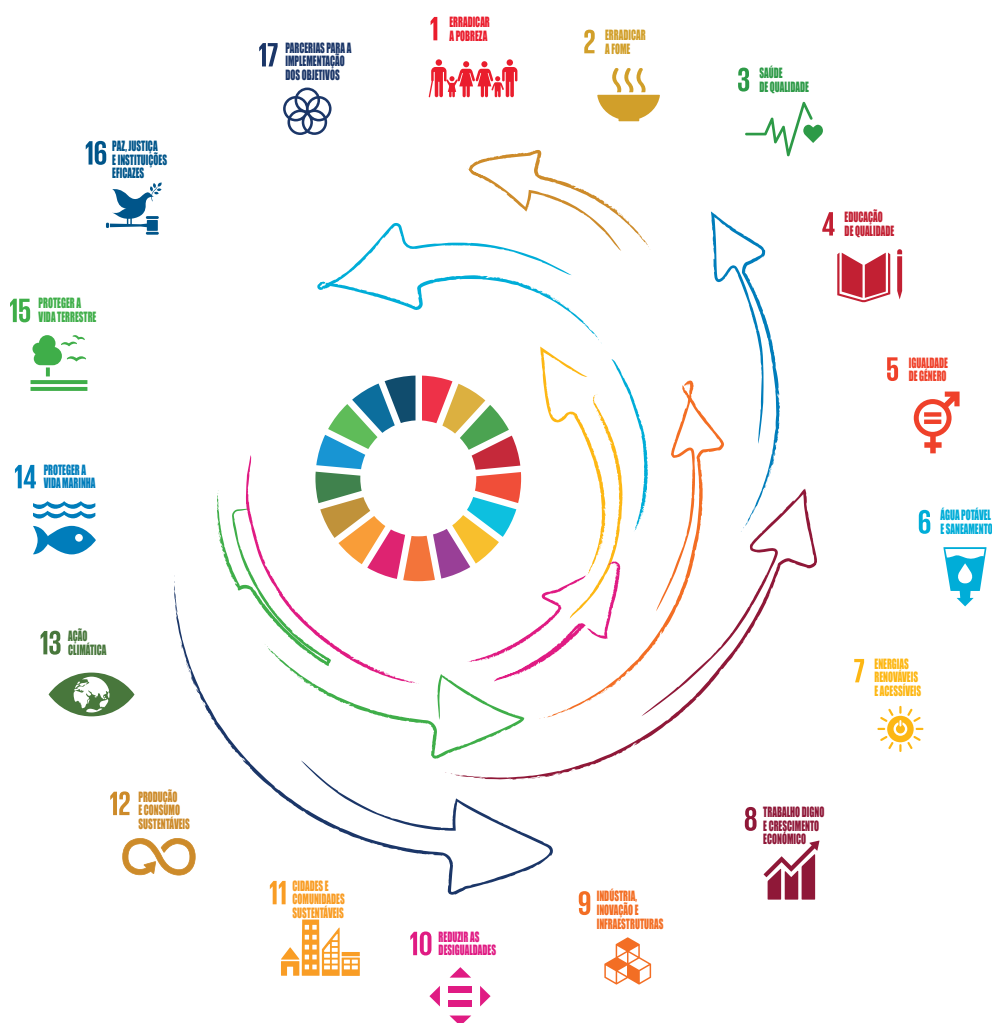 1 ERRADICAR
A POBREZA
2 ERRADICAR
A FOME
3 SAÚDE
DE QUALIDADE
4 EDUCAÇÃO
DE QUALIDADE
5 IGUALDADE
DE GÉNERO
6 ÁGUA POTÁVEL
E SANEAMENTO
7 ENERGIAS
RENOVÁVEIS
E ACESSÍVEIS
8 TRABALHO DIGNO
E CRESCIMENTO
ECONÓMICO
9 INDÚSTRIA,
INOVAÇÃO E
INFRAESTRUTURAS
10 REDUZIR AS
DESIGUALDADES
11 CIDADES E
COMUNIDADES
SUSTENTÁVEIS
12 PRODUÇÃO
E CONSUMO
SUSTENTÁVEIS
13 AÇÃO
CLIMÁTICA
14 PROTEGER A
VIDA MARINHA
15 PROTEGER A
VIDA TERRESTRE
16 PAZ, JUSTIÇA
E INSTITUIÇÕES
EFICAZES
17 PARCERIAS PARA A
IMPLEMENTAÇÃO
DOS OBJETIVOS